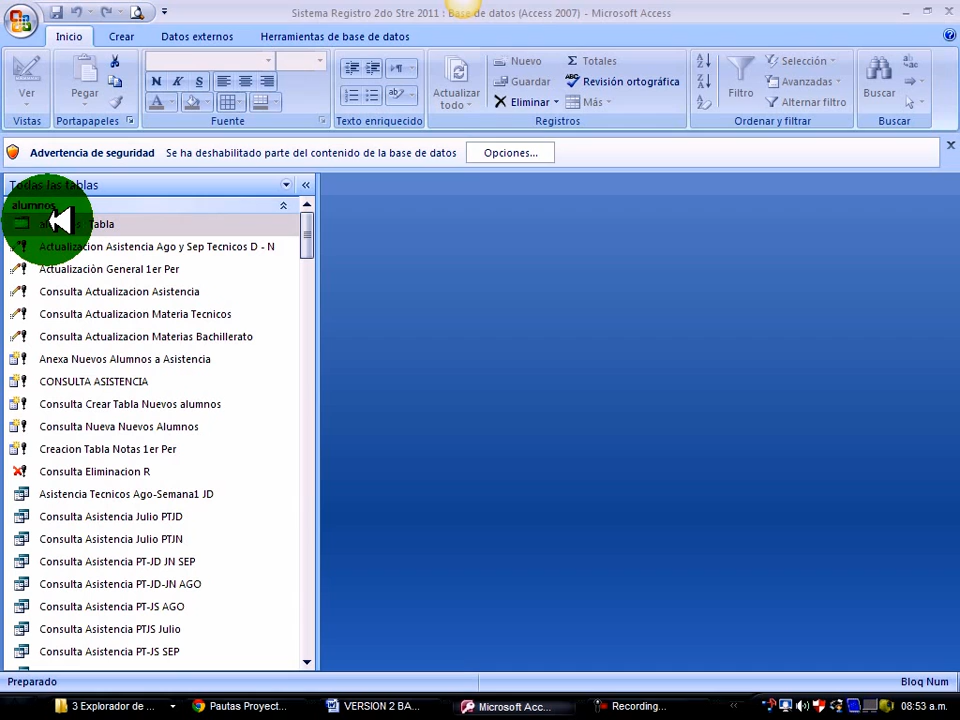 Sistema Registro 2do Stre 2011 : Base de datos (Access 2007) - Microsoft Access
Inicio Crear Datos externos Herramientas de base de datos
Ver
Pegar
N K S
A
Actualizar todo
Nuevo
Guardar
Eliminar
Σ Totales
ABC Revisión ortográfica
Más
Filtro
Selección
Avanzadas
Alternar filtro
Buscar
Vistas Portapapeles Fuente Texto enriquecido Registros Ordenar y filtrar Buscar
Advertencia de seguridad Se ha deshabilitado parte del contenido de la base de datos Opciones...
Todas las tablas
alumnos
Actualizacion Asistencia Ago y Sep Tecnicos D - N
Actualizaciòn General 1er Per
Consulta Actualizacion Asistencia
Consulta Actualizacion Materia Tecnicos
Consulta Actualizacion Materias Bachillerato
Anexa Nuevos Alumnos a Asistencia
CONSULTA ASISTENCIA
Consulta Crear Tabla Nuevos alumnos
Consulta Nueva Nuevos Alumnos
Creacion Tabla Notas 1er Per
Consulta Eliminacion R
Asistencia Tecnicos Ago-Semana1 JD
Consulta Asistencia Julio PTJD
Consulta Asistencia Julio PTJN
Consulta Asistencia PT-JD JN SEP
Consulta Asistencia PT-JD-JN AGO
Consulta Asistencia PT-JS AGO
Consulta Asistencia PTJS Julio
Consulta Asistencia PT-JS SEP
Preparado Bloq Num
3 Explorador de ... Pautas Proyect... VERSION 2 BA... Microsoft Acc... Recording... 08:53 a.m.